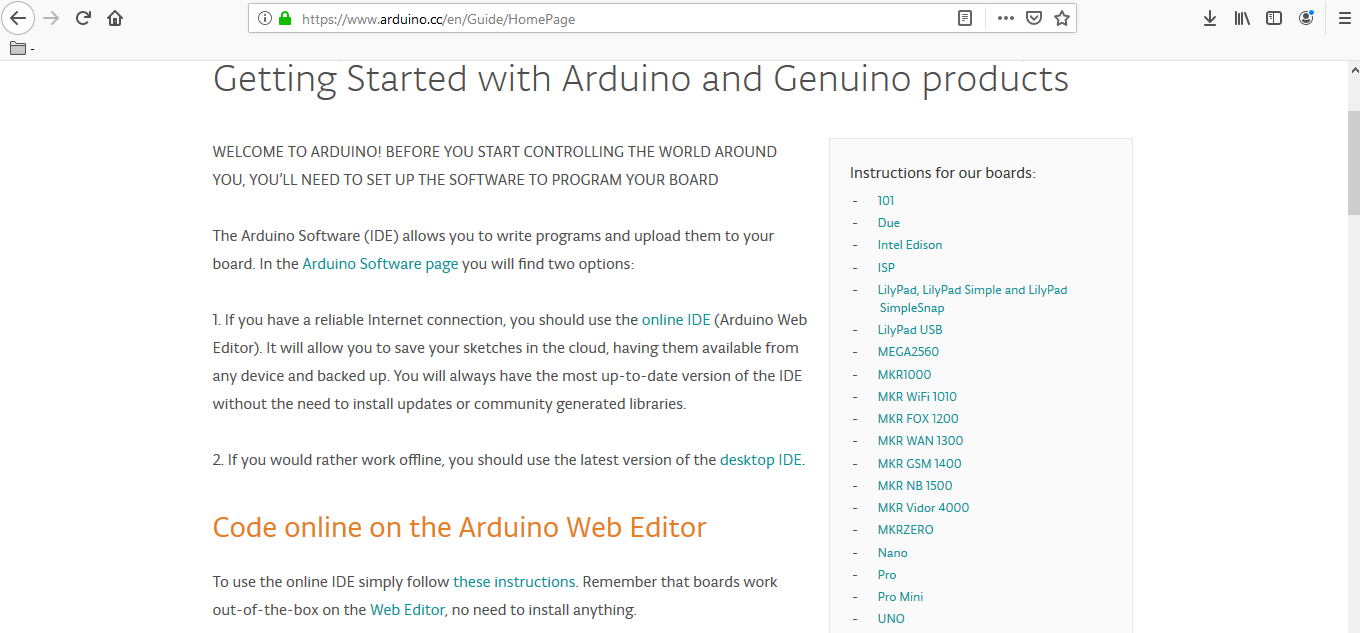 https://www.arduino.cc/en/Guide/HomePage
-
Getting Started with Arduino and Genuino products
WELCOME TO ARDUINO! BEFORE YOU START CONTROLLING THE WORLD AROUND
YOU, YOU'LL NEED TO SET UP THE SOFTWARE TO PROGRAM YOUR BOARD
The Arduino Software (IDE) allows you to write programs and upload them to your
board. In the Arduino Software page you will find two options:
1. If you have a reliable Internet connection, you should use the online IDE (Arduino Web
Editor). It will allow you to save your sketches in the cloud, having them available from
any device and backed up. You will always have the most up-to-date version of the IDE
without the need to install updates or community generated libraries.
2. If you would rather work offline, you should use the latest version of the desktop IDE.
Code online on the Arduino Web Editor
To use the online IDE simply follow these instructions. Remember that boards work
out-of-the-box on the Web Editor, no need to install anything.
Instructions for our boards:
- 101
- Due
- Intel Edison
- ISP
- LilyPad, LilyPad Simple and LilyPad
SimpleSnap
- LilyPad USB
- MEGA2560
- MKR1000
- MKR WiFi 1010
- MKR FOX 1200
- MKR WAN 1300
- MKR GSM 1400
- MKR NB 1500
- MKR Vidor 4000
- MKRZERO
- Nano
- Pro
- Pro Mini
- UNO